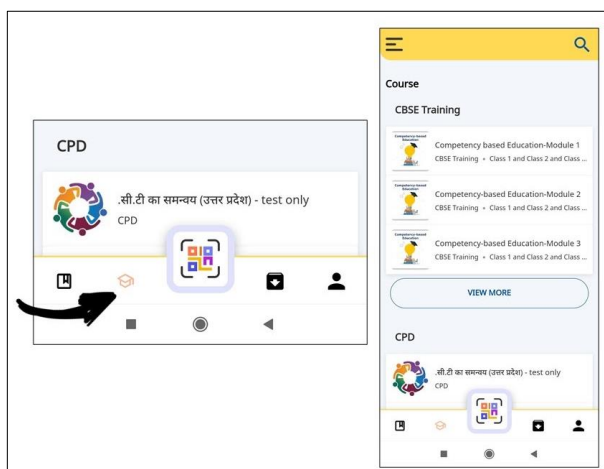 CPD
.सी.टी का समन्वय (उत्तर प्रदेश) - test only
CPD
Course
CBSE Training
Competency based Education-Module 1
CBSE Training • Class 1 and Class 2 and Class ...
Competency-based Education-Module 2
CBSE Training • Class 1 and Class 2 and Class ...
Competency-based Education-Module 3
CBSE Training • Class 1 and Class 2 and Class ...
VIEW MORE
CPD
.सी.टी का समन्वय (उत्तर प्रदेश) - test only
CPD